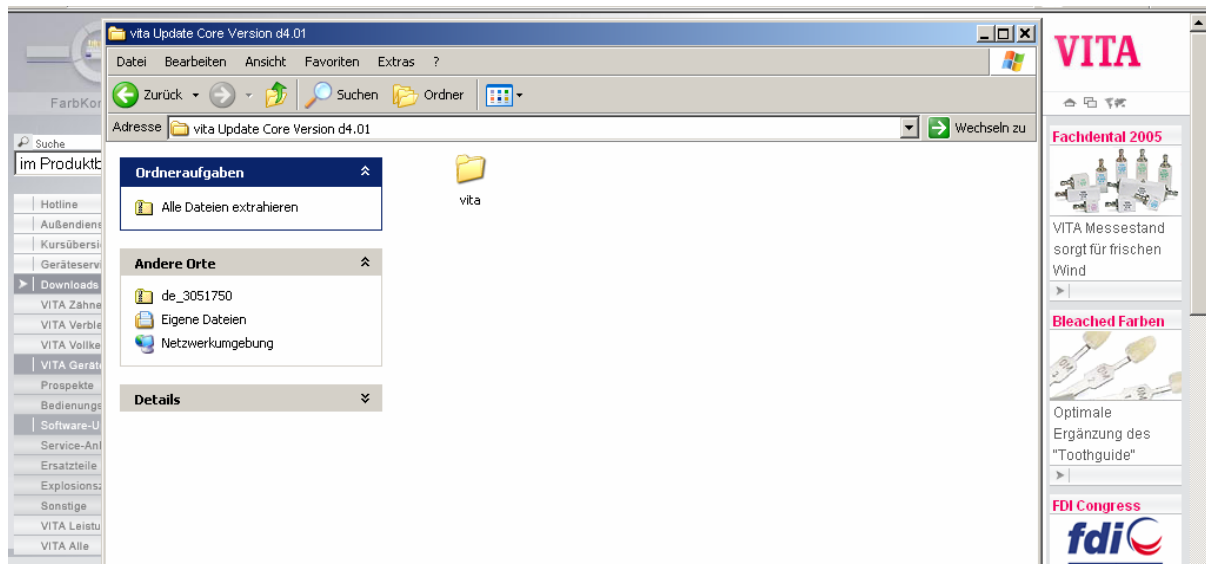 vita Update Core Version d4.01
Datei Bearbeiten Ansicht Favoriten Extras ?
Zurück Suchen Ordner
Adresse vita Update Core Version d4.01 Wechseln zu
Ordneraufgaben
Alle Dateien extrahieren
Andere Orte
de_3051750
Eigene Dateien
Netzwerkumgebung
Details
vita
FarbKor
Suche
im Produktb
Hotline
Außendiens
Kursübersi
Geräteservi
Downloads
VITA Zähne
VITA Verble
VITA Vollke
VITA Geräte
Prospekte
Bedienungs
Software-U
Service-Anl
Ersatzteile
Explosionsz
Sonstige
VITA Leistu
VITA Alle
VITA
Fachdental 2005
VITA Messestand
sorgt für frischen
Wind
Bleached Farben
Optimale
Ergänzung des
"Toothguide"
FDI Congress
fdi